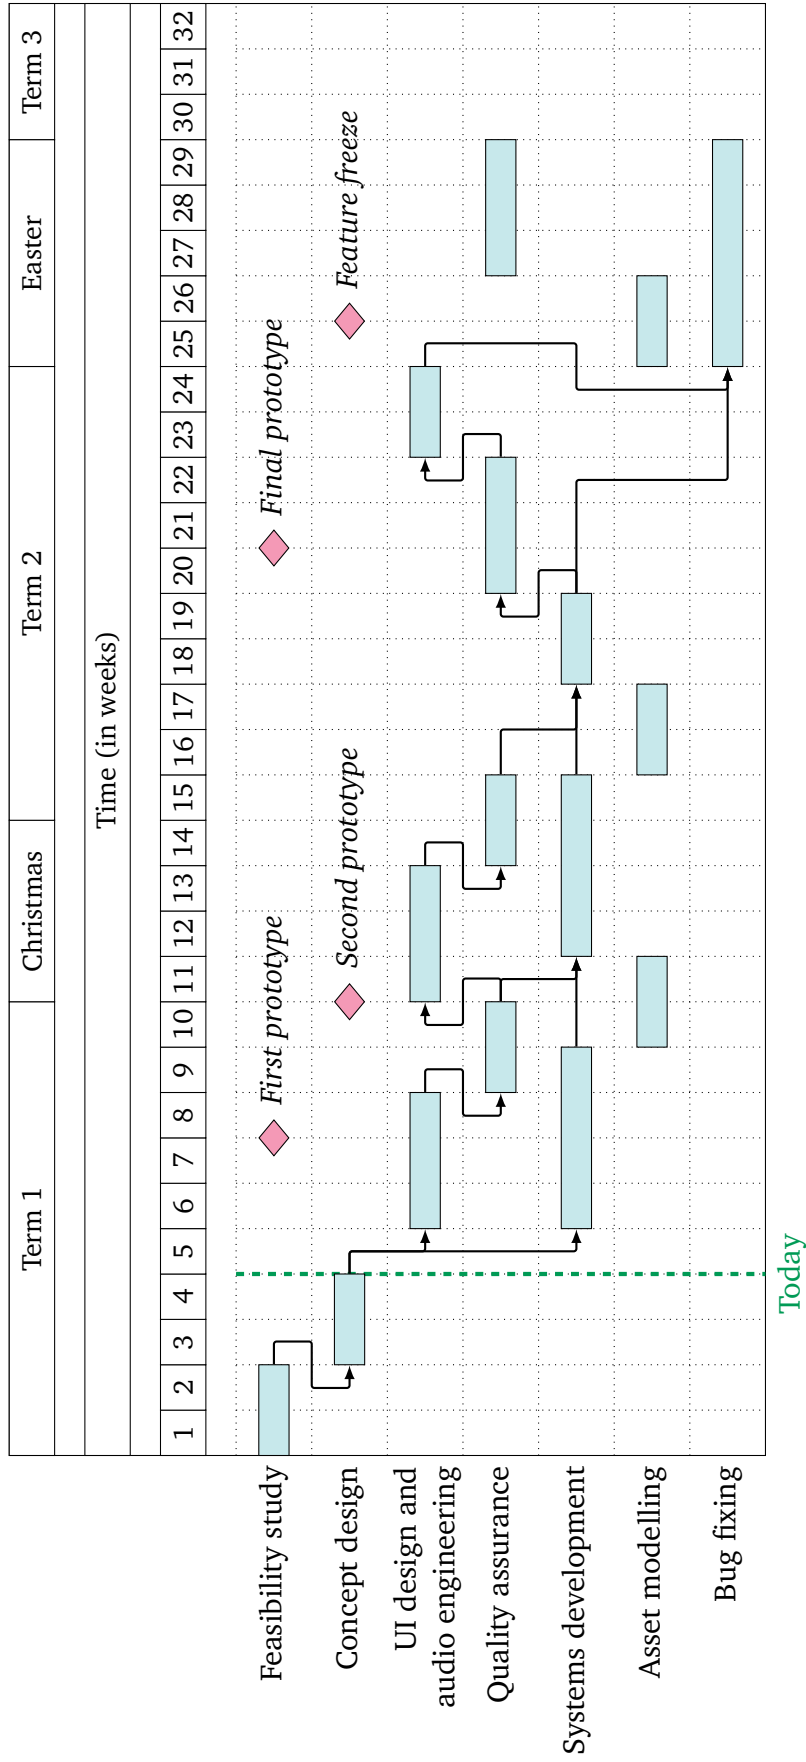 Term 1 Christmas Term 2 Easter Term 3
Time (in weeks)
1 2 3 4 5 6 7 8 9 10 11 12 13 14 15 16 17 18 19 20 21 22 23 24 25 26 27 28 29 30 31 32
Feasibility study
First prototype
Final prototype
Concept design
Second prototype
Feature freeze
UI design and
audio engineering
Quality assurance
Systems development
Asset modelling
Bug fixing
Today